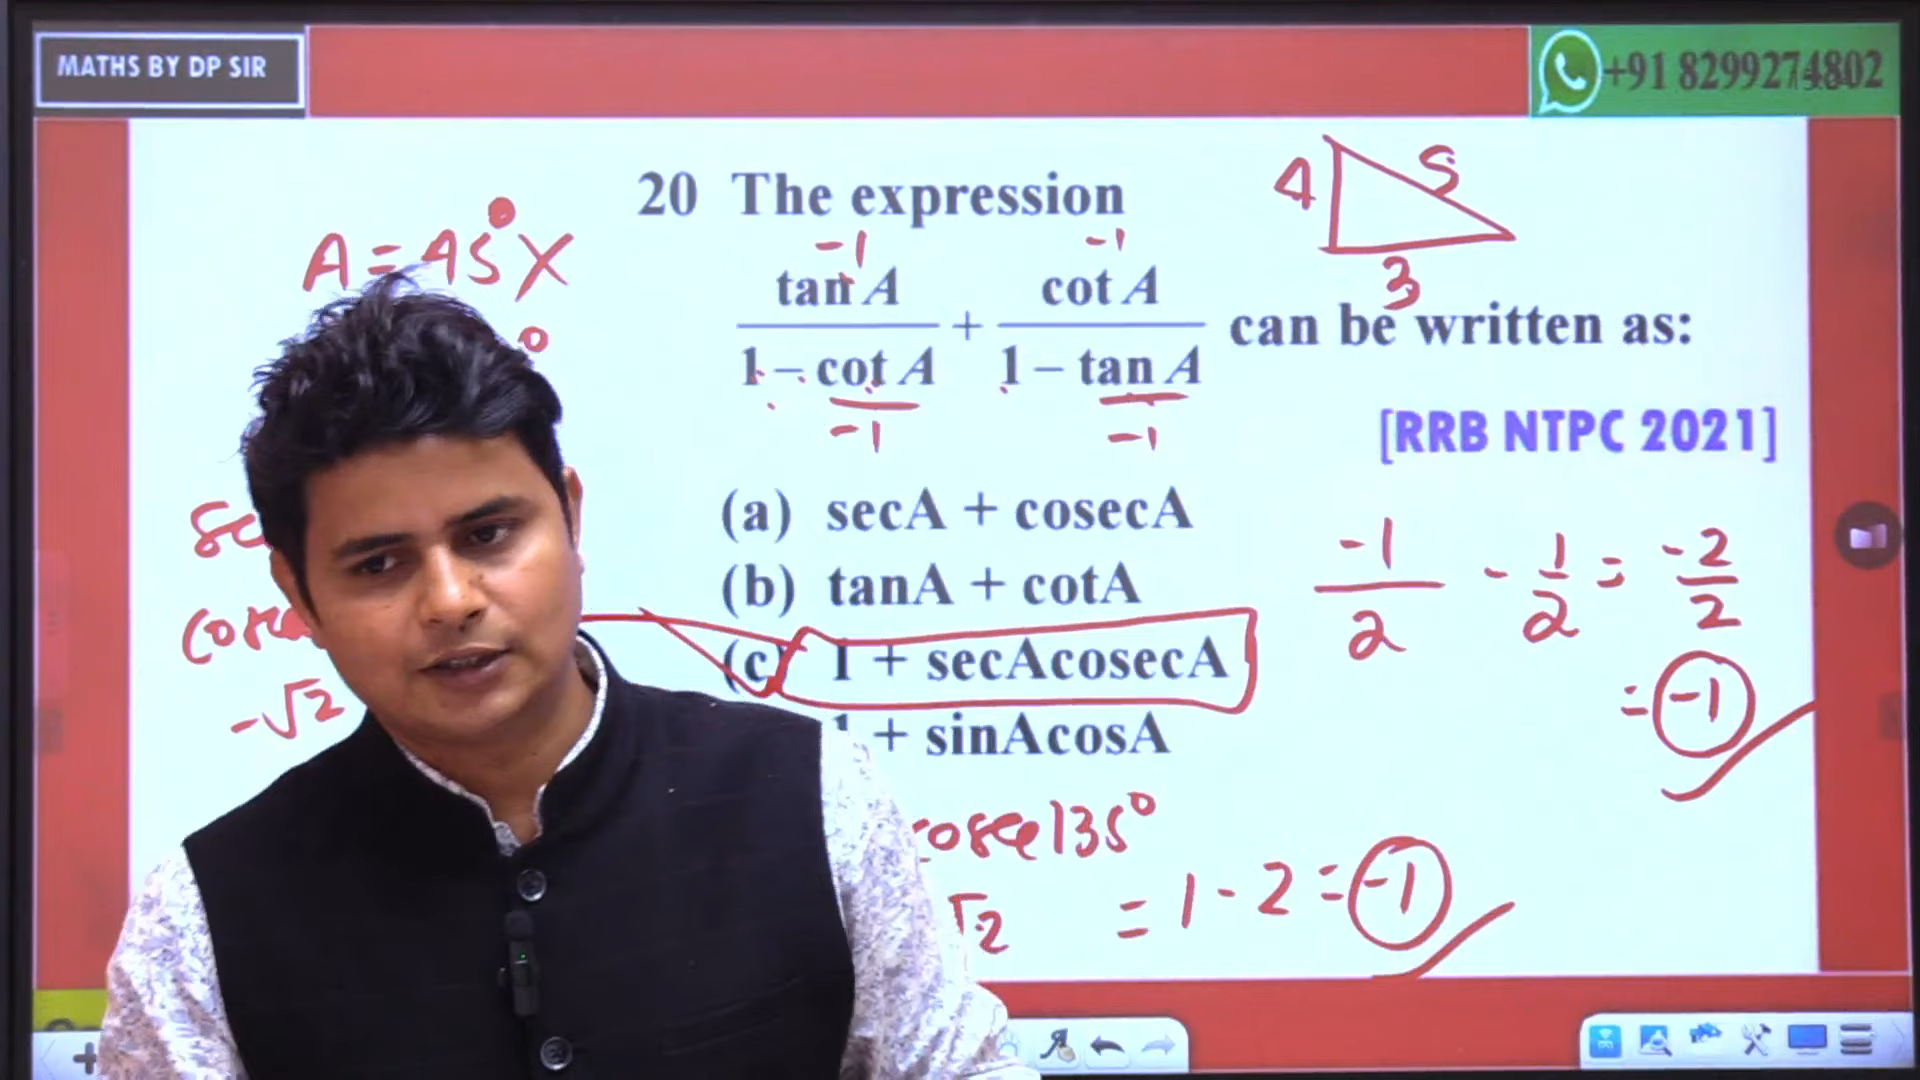 MATHS BY DP SIR
+91 8299274802
20 The expression
A = 45° X
4 5
3
-1 -1
tan A / 1 – cot A + cot A / 1 – tan A can be written as:
-1 -1
[RRB NTPC 2021]
(a) secA + cosecA
(b) tanA + cotA
(c) 1 + secAcosecA
+ sinAcosA
-1/2 - 1/2 = -2/2
= -1
-√2
135°
√2 = 1 - 2 = -1